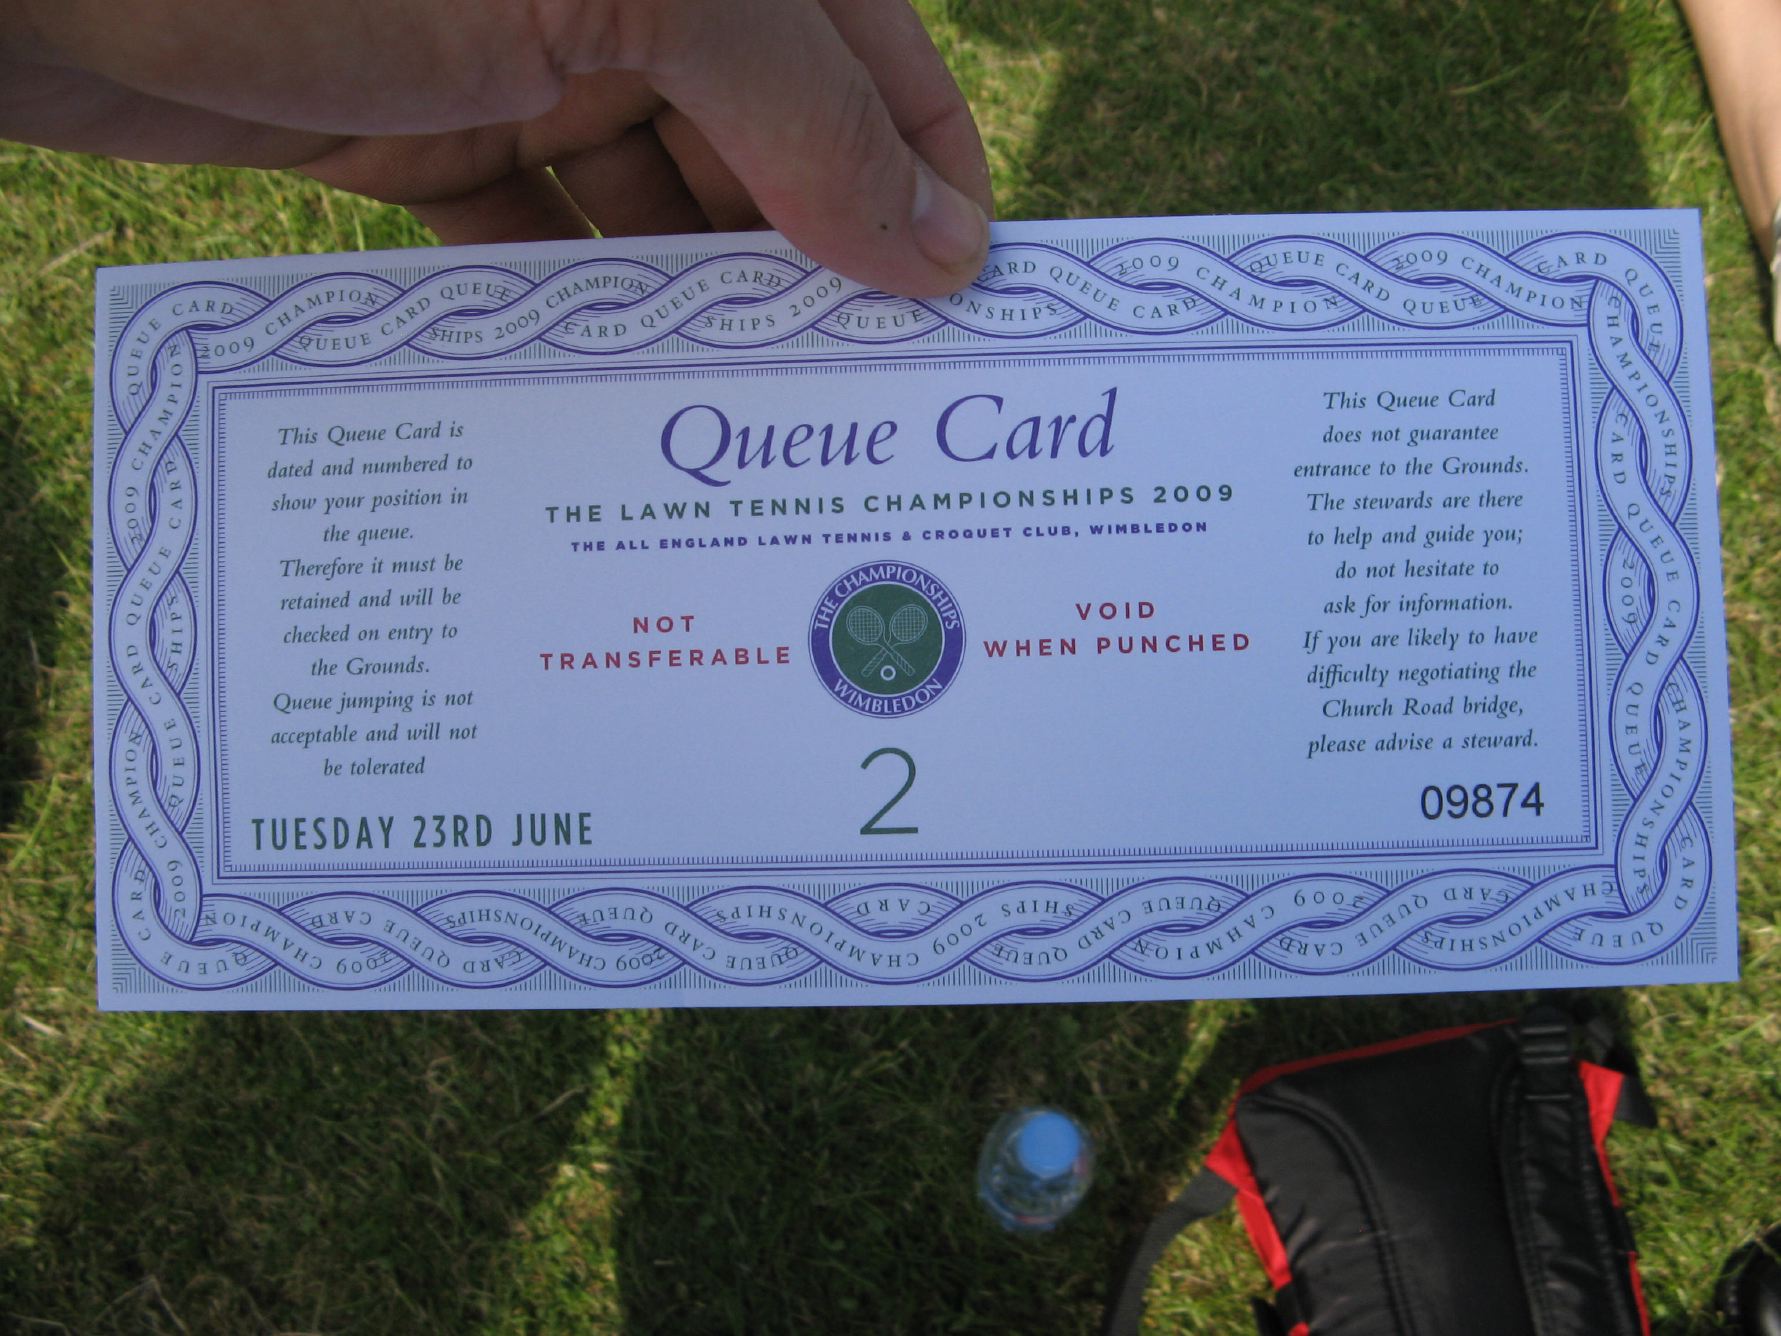 Queue Card
THE LAWN TENNIS CHAMPIONSHIPS 2009
THE ALL ENGLAND LAWN TENNIS & CROQUET CLUB, WIMBLEDON
This Queue Card is
dated and numbered to
show your position in
the queue.
Therefore it must be
retained and will be
checked on entry to
the Grounds.
Queue jumping is not
acceptable and will not
be tolerated
TUESDAY 23RD JUNE
NOT
TRANSFERABLE
THE CHAMPIONSHIPS
WIMBLEDON
VOID
WHEN PUNCHED
2
This Queue Card
does not guarantee
entrance to the Grounds.
The stewards are there
to help and guide you;
do not hesitate to
ask for information.
If you are likely to have
difficulty negotiating the
Church Road bridge,
please advise a steward.
09874